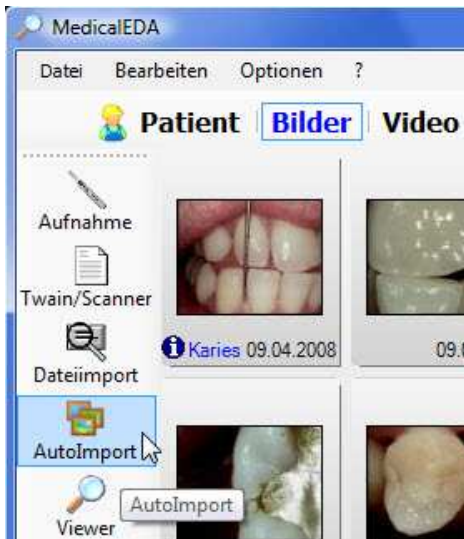 MedicalEDA
Datei Bearbeiten Optionen ?
Patient Bilder Video
Aufnahme
Twain/Scanner
Dateiimport
AutoImport
Viewer
Karies 09.04.2008
AutoImport